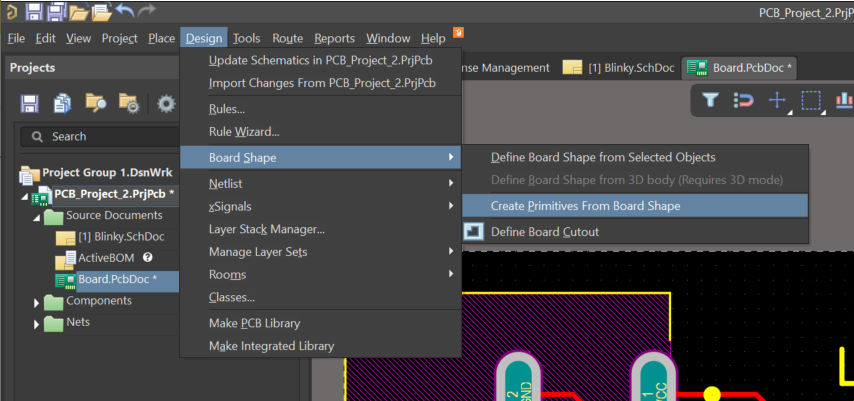 PCB_Project_2.PrjPcb
File Edit View Project Place Design Tools Route Reports Window Help
Projects
Search
Project Group 1.DsnWrk
PCB_Project_2.PrjPcb *
Source Documents
[1] Blinky.SchDoc
ActiveBOM ?
Board.PcbDoc *
Components
Nets
Update Schematics in PCB_Project_2.PrjPcb
Import Changes From PCB_Project_2.PrjPcb
Rules...
Rule Wizard...
Board Shape
Netlist
xSignals
Layer Stack Manager...
Manage Layer Sets
Rooms
Classes...
Make PCB Library
Make Integrated Library
nse Management
[1] Blinky.SchDoc
Board.PcbDoc *
Define Board Shape from Selected Objects
Define Board Shape from 3D body (Requires 3D mode)
Create Primitives From Board Shape
Define Board Cutout
2
GND
1
VCC